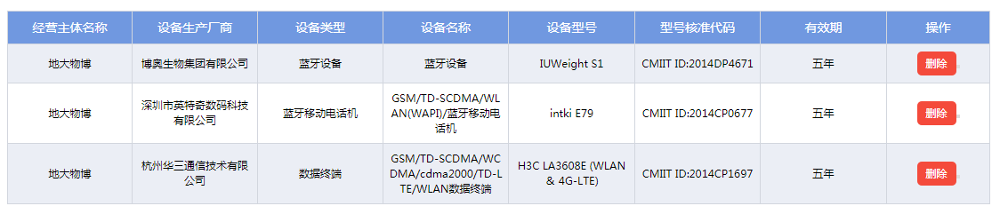 经营主体名称 设备生产厂商 设备类型 设备名称 设备型号 型号核准代码 有效期 操作
地大物博 博奥生物集团有限公司 蓝牙设备 蓝牙设备 IUWeight S1 CMIIT ID:2014DP4671 五年 删除
地大物博
深圳市英特奇数码科技
有限公司
蓝牙移动电话机
GSM/TD-SCDMA/WL
AN(WAPI)/蓝牙移动电
话机
intki E79
CMIIT ID:2014CP0677
五年
删除
地大物博
杭州华三通信技术有限
公司
数据终端
GSM/TD-SCDMA/WC
DMA/cdma2000/TD-L
TE/WLAN数据终端
H3C LA3608E (WLAN
& 4G-LTE)
CMIIT ID:2014CP1697
五年
删除